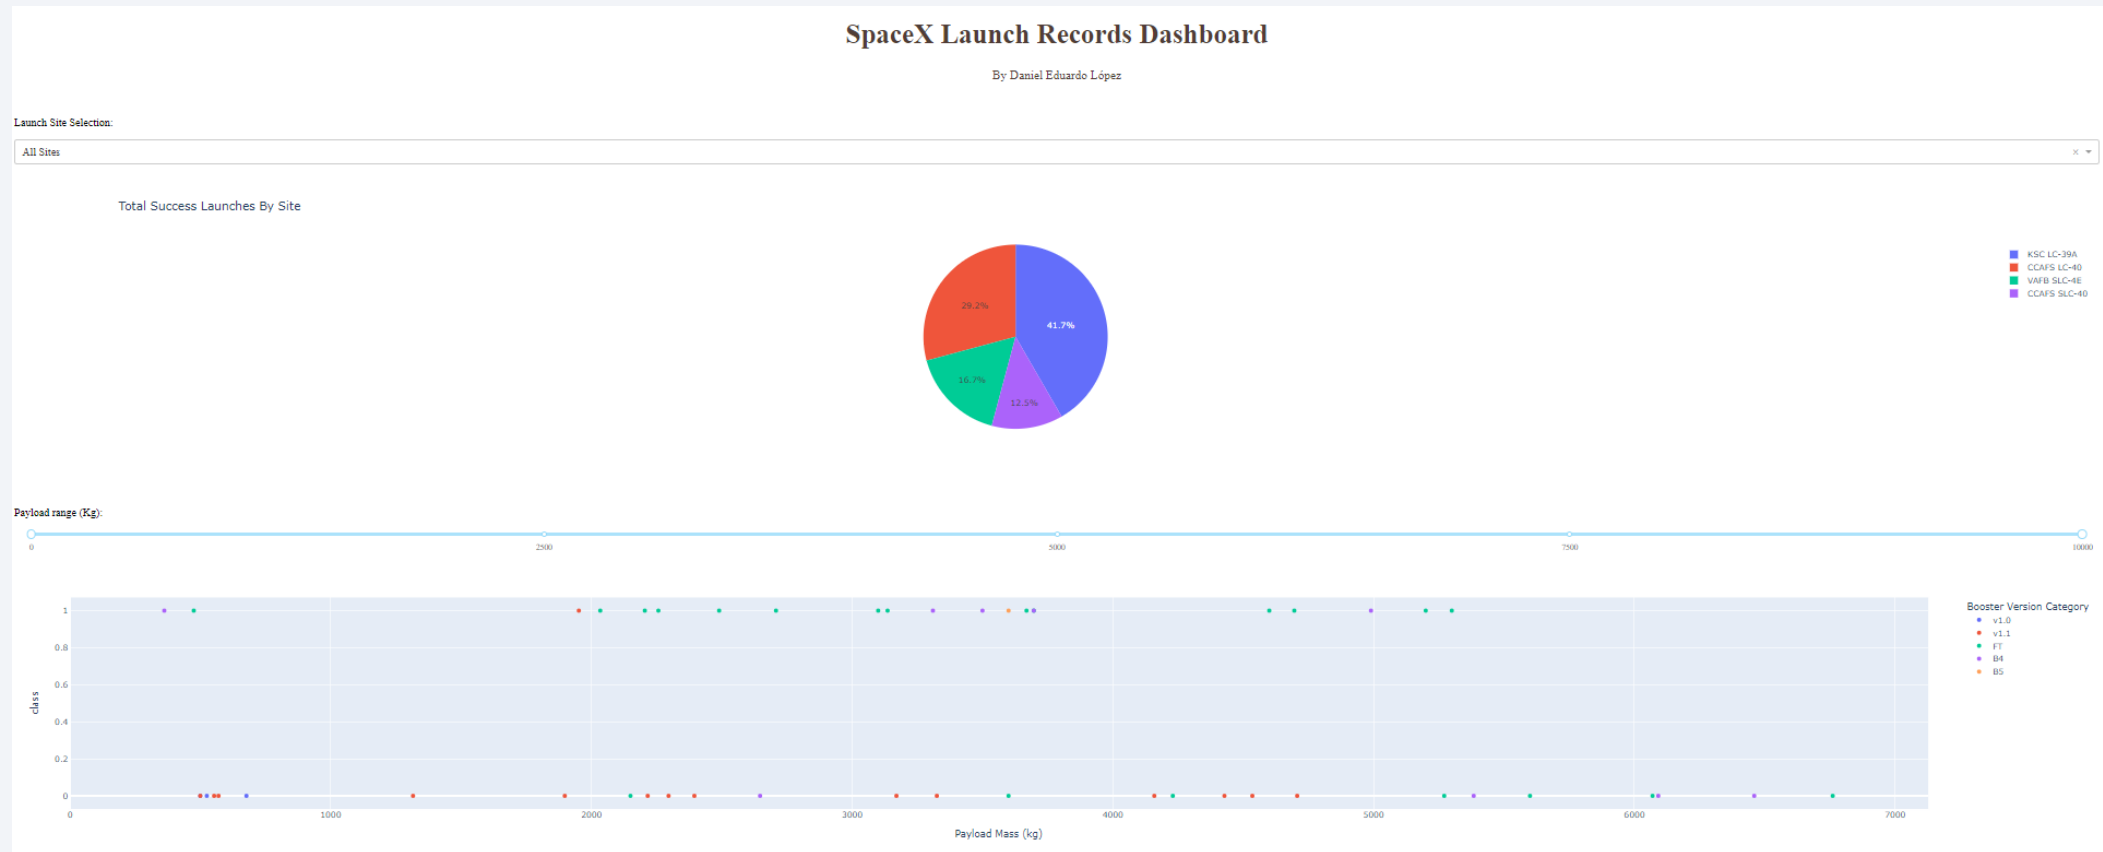 SpaceX Launch Records Dashboard
By Daniel Eduardo López
Launch Site Selection:
All Sites
Total Success Launches By Site
KSC LC-39A
CCAFS LC-40
VAFB SLC-4E
CCAFS SLC-40
29.2%
41.7%
16.7%
12.5%
Payload range (Kg):
0 2500 5000 7500 10000
Booster Version Category
v1.0
v1.1
FT
B4
B5
1
0.8
0.6
0.4
0.2
0
class
0 1000 2000 3000 4000 5000 6000 7000
Payload Mass (kg)